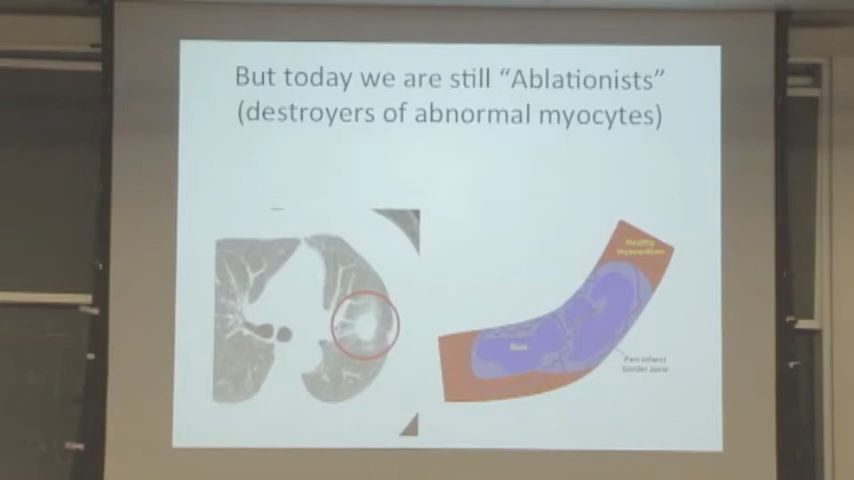 But today we are still “Ablationists”
(destroyers of abnormal myocytes)
Healthy
myocardium
Scar
Peri infarct
border zone